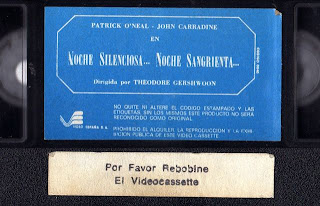 PATRICK O'NEAL - JOHN CARRADINE
EN
NOCHE SILENCIOSA... NOCHE SANGRIENTA...
Dirigida por THEODORE GERSHWOON
NO QUITE NI ALTERE EL CODIGO ESTAMPADO Y LAS
ETIQUETAS. SIN LOS MISMOS ESTE PRODUCTO NO SERÁ
RECONOCIDO COMO ORIGINAL.
PROHIBIDO EL ALQUILER, LA REPRODUCCION Y LA EXHI
BICION PUBLICA DE ESTE VIDEO CASSETTE
ESPAÑA S.A.
Por Favor Rebobine
El Videocassette